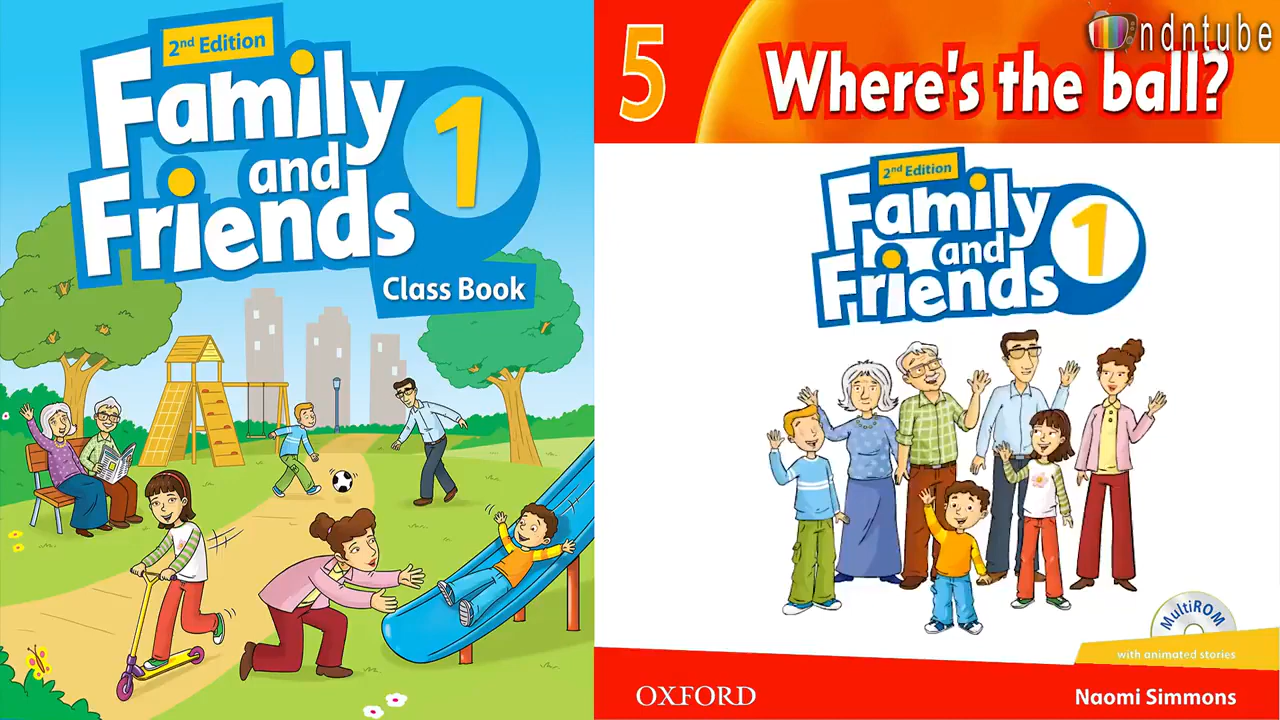 2nd Edition
Family
and
Friends
1
Class Book
5
Where's the ball?
ndntube
2nd Edition
Family
and
Friends
1
MultiROM
with animated stories
OXFORD
Naomi Simmons